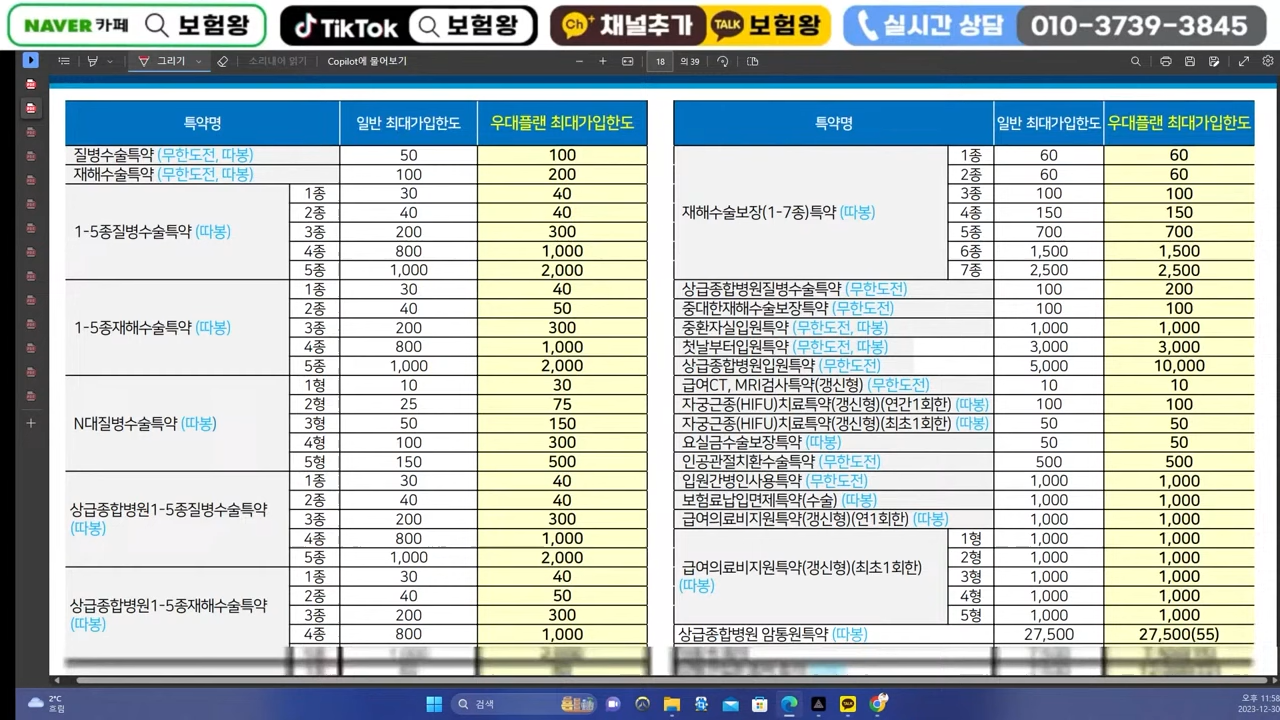 NAVER 카페 보험왕 TikTok 보험왕 Ch+ 채널추가 TALK 보험왕 실시간 상담 010-3739-3845
그리기 소리내어 읽기 Copilot에 물어보기 18 의 39
특약명 일반 최대가입한도 우대플랜 최대가입한도
질병수술특약 (무한도전, 따봉) 50 100
재해수술특약 (무한도전, 따봉) 100 200
1-5종질병수술특약 (따봉)
1종 30 40
2종 40 40
3종 200 300
4종 800 1,000
5종 1,000 2,000
1-5종재해수술특약 (따봉)
1종 30 40
2종 40 50
3종 200 300
4종 800 1,000
5종 1,000 2,000
N대질병수술특약 (따봉)
1형 10 30
2형 25 75
3형 50 150
4형 100 300
5형 150 500
상급종합병원1-5종질병수술특약
(따봉)
1종 30 40
2종 40 40
3종 200 300
4종 800 1,000
5종 1,000 2,000
상급종합병원1-5종재해수술특약
(따봉)
1종 30 40
2종 40 50
3종 200 300
4종 800 1,000
특약명 일반 최대가입한도 우대플랜 최대가입한도
재해수술보장(1-7종)특약 (따봉)
1종 60 60
2종 60 60
3종 100 100
4종 150 150
5종 700 700
6종 1,500 1,500
7종 2,500 2,500
상급종합병원질병수술특약 (무한도전) 100 200
중대한재해수술보장특약 (무한도전) 100 100
중환자실입원특약 (무한도전, 따봉) 1,000 1,000
첫날부터입원특약 (무한도전, 따봉) 3,000 3,000
상급종합병원입원특약 (무한도전) 5,000 10,000
급여CT, MRI검사특약(갱신형) (무한도전) 10 10
자궁근종(HIFU)치료특약(갱신형)(연간1회한) (따봉) 100 100
자궁근종(HIFU)치료특약(갱신형)(최초1회한) (따봉) 50 50
요실금수술보장특약 (따봉) 50 50
인공관절치환수술특약 (무한도전) 500 500
입원간병인사용특약 (무한도전) 1,000 1,000
보험료납입면제특약(수술) (따봉) 1,000 1,000
급여의료비지원특약(갱신형)(연1회한) (따봉) 1,000 1,000
급여의료비지원특약(갱신형)(최초1회한)
(따봉)
1형 1,000 1,000
2형 1,000 1,000
3형 1,000 1,000
4형 1,000 1,000
5형 1,000 1,000
상급종합병원 암통원특약 (따봉) 27,500 27,500(55)
2℃
흐림
검색
오후 11:58
2023-12-30